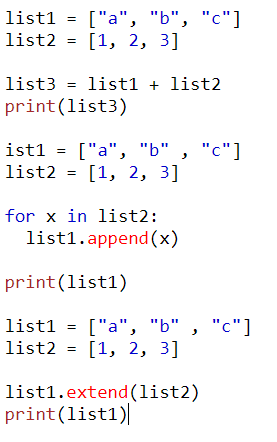 list1 = ["a", "b", "c"]
list2 = [1, 2, 3]
list3 = list1 + list2
print(list3)
ist1 = ["a", "b" , "c"]
list2 = [1, 2, 3]
for x in list2:
  list1.append(x)
print(list1)
list1 = ["a", "b" , "c"]
list2 = [1, 2, 3]
list1.extend(list2)
print(list1)